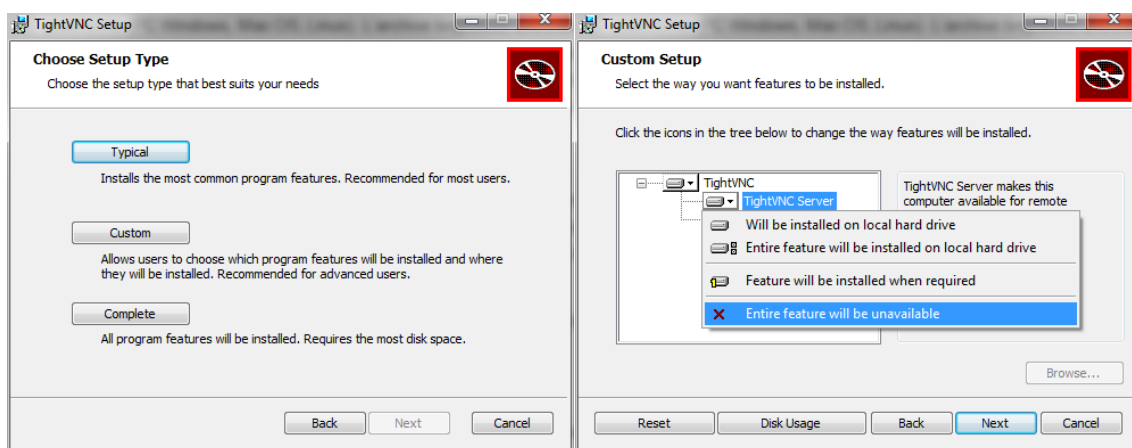 TightVNC Setup
Choose Setup Type
Choose the setup type that best suits your needs
Typical
Installs the most common program features. Recommended for most users.
Custom
Allows users to choose which program features will be installed and where
they will be installed. Recommended for advanced users.
Complete
All program features will be installed. Requires the most disk space.
Back
Next
Cancel
TightVNC Setup
Custom Setup
Select the way you want features to be installed.
Click the icons in the tree below to change the way features will be installed.
TightVNC
TightVNC Server
TightVNC Server makes this
computer available for remote
Will be installed on local hard drive
Entire feature will be installed on local hard drive
Feature will be installed when required
Entire feature will be unavailable
Browse...
Reset
Disk Usage
Back
Next
Cancel